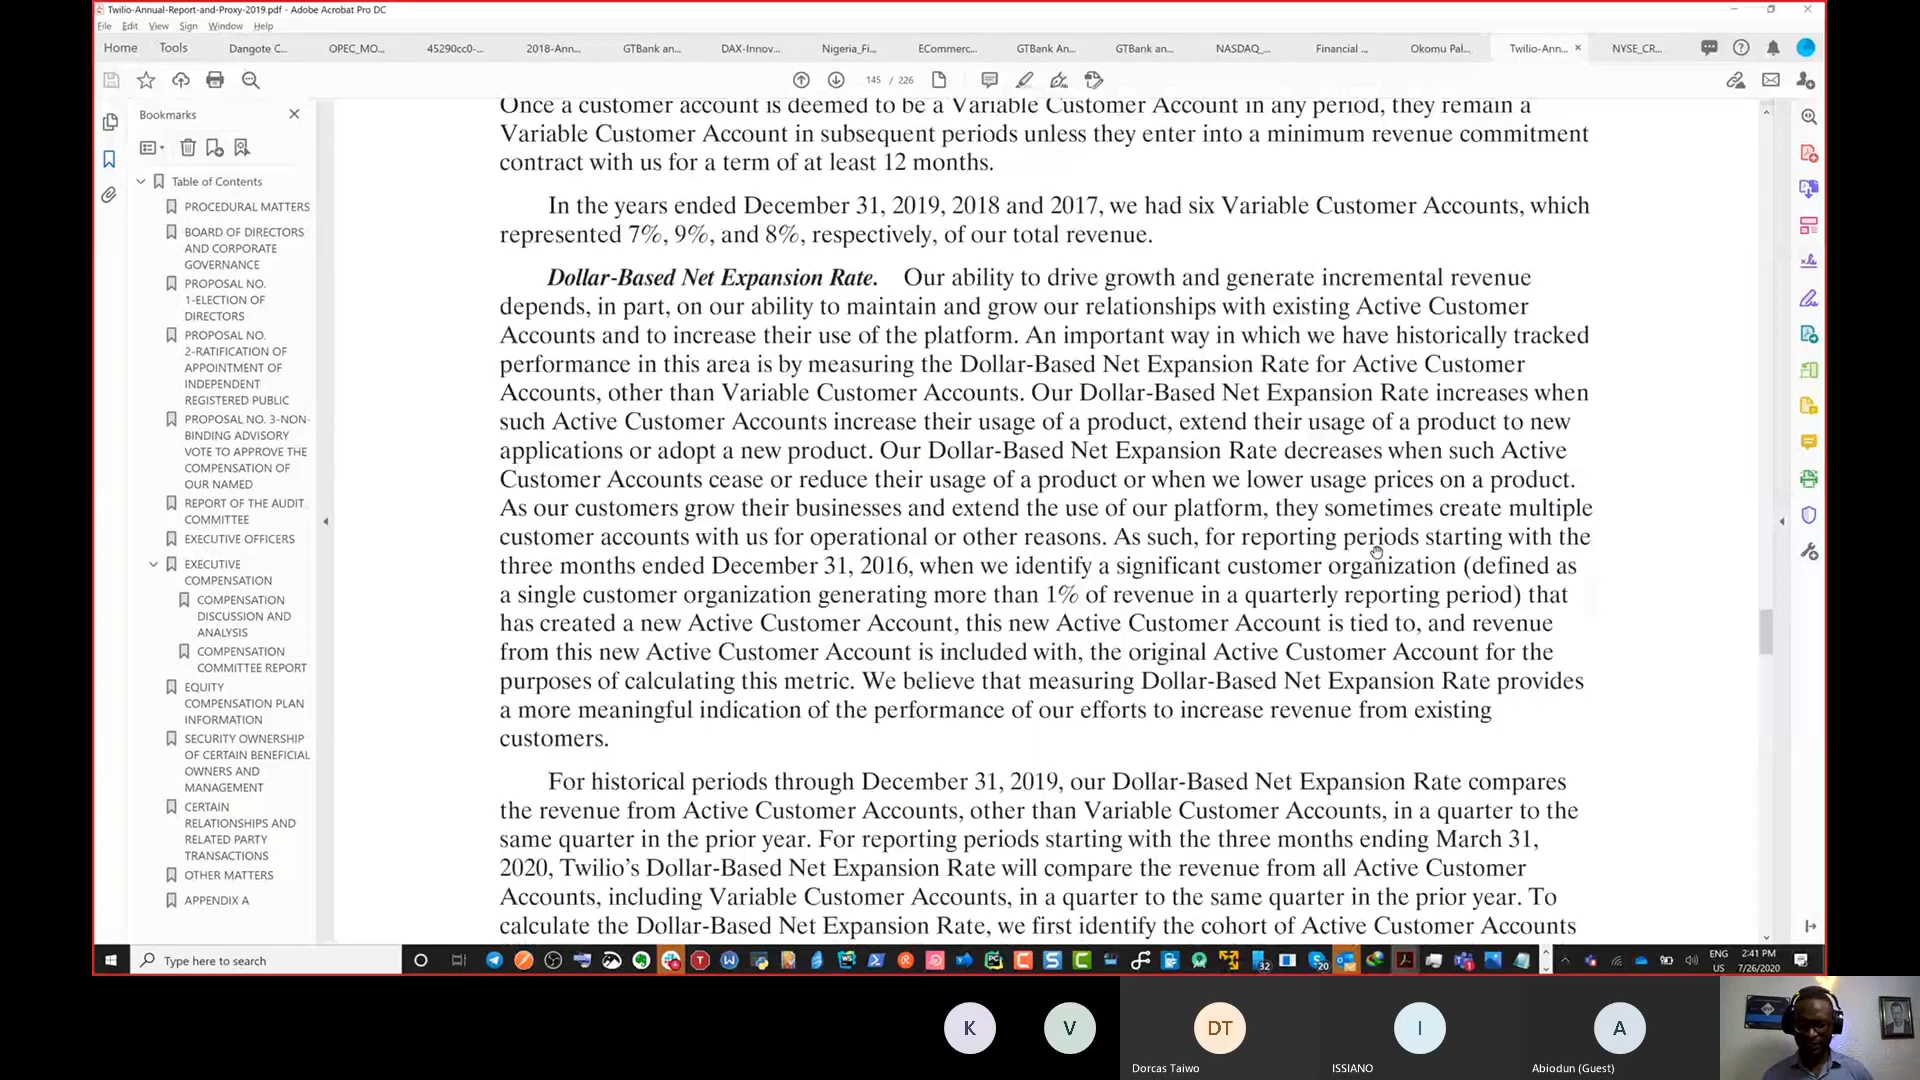 Twilio-Annual-Report-and-Proxy-2019.pdf - Adobe Acrobat Pro DC
File Edit View Sign Window Help
Home Tools Dangote C... OPEC_MO... 45290cc0-... 2018-Ann... GTBank an... DAX-Innov... Nigeria_Fi... ECommerc... GTBank An... GTBank an... NASDAQ_... Financial ... Okomu Pal... Twilio-Ann... × NYSE_CR...
145 / 226
Bookmarks
Table of Contents
PROCEDURAL MATTERS
BOARD OF DIRECTORS
AND CORPORATE
GOVERNANCE
PROPOSAL NO.
1-ELECTION OF
DIRECTORS
PROPOSAL NO.
2-RATIFICATION OF
APPOINTMENT OF
INDEPENDENT
REGISTERED PUBLIC
PROPOSAL NO. 3-NON-
BINDING ADVISORY
VOTE TO APPROVE THE
COMPENSATION OF
OUR NAMED
REPORT OF THE AUDIT
COMMITTEE
EXECUTIVE OFFICERS
EXECUTIVE
COMPENSATION
COMPENSATION
DISCUSSION AND
ANALYSIS
COMPENSATION
COMMITTEE REPORT
EQUITY
COMPENSATION PLAN
INFORMATION
SECURITY OWNERSHIP
OF CERTAIN BENEFICIAL
OWNERS AND
MANAGEMENT
CERTAIN
RELATIONSHIPS AND
RELATED PARTY
TRANSACTIONS
OTHER MATTERS
APPENDIX A
Once a customer account is deemed to be a Variable Customer Account in any period, they remain a
Variable Customer Account in subsequent periods unless they enter into a minimum revenue commitment
contract with us for a term of at least 12 months.
In the years ended December 31, 2019, 2018 and 2017, we had six Variable Customer Accounts, which
represented 7%, 9%, and 8%, respectively, of our total revenue.
Dollar-Based Net Expansion Rate. Our ability to drive growth and generate incremental revenue
depends, in part, on our ability to maintain and grow our relationships with existing Active Customer
Accounts and to increase their use of the platform. An important way in which we have historically tracked
performance in this area is by measuring the Dollar-Based Net Expansion Rate for Active Customer
Accounts, other than Variable Customer Accounts. Our Dollar-Based Net Expansion Rate increases when
such Active Customer Accounts increase their usage of a product, extend their usage of a product to new
applications or adopt a new product. Our Dollar-Based Net Expansion Rate decreases when such Active
Customer Accounts cease or reduce their usage of a product or when we lower usage prices on a product.
As our customers grow their businesses and extend the use of our platform, they sometimes create multiple
customer accounts with us for operational or other reasons. As such, for reporting periods starting with the
three months ended December 31, 2016, when we identify a significant customer organization (defined as
a single customer organization generating more than 1% of revenue in a quarterly reporting period) that
has created a new Active Customer Account, this new Active Customer Account is tied to, and revenue
from this new Active Customer Account is included with, the original Active Customer Account for the
purposes of calculating this metric. We believe that measuring Dollar-Based Net Expansion Rate provides
a more meaningful indication of the performance of our efforts to increase revenue from existing
customers.
For historical periods through December 31, 2019, our Dollar-Based Net Expansion Rate compares
the revenue from Active Customer Accounts, other than Variable Customer Accounts, in a quarter to the
same quarter in the prior year. For reporting periods starting with the three months ending March 31,
2020, Twilio's Dollar-Based Net Expansion Rate will compare the revenue from all Active Customer
Accounts, including Variable Customer Accounts, in a quarter to the same quarter in the prior year. To
calculate the Dollar-Based Net Expansion Rate, we first identify the cohort of Active Customer Accounts
Type here to search
32
20
ENG
US
2:41 PM
7/26/2020
K V DT I A
Dorcas Taiwo ISSIANO Abiodun (Guest)